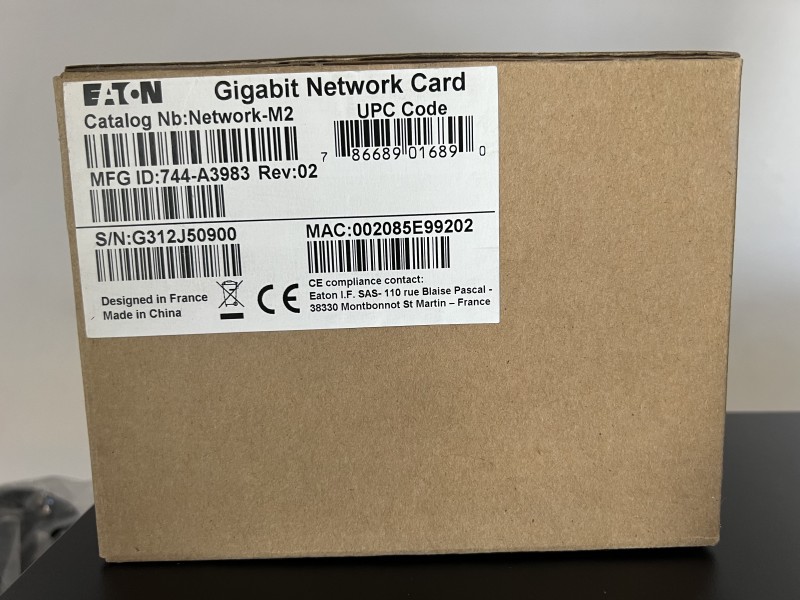 EATON
Gigabit Network Card
Catalog Nb:Network-M2
UPC Code
7 86689 01689 0
MFG ID:744-A3983 Rev:02
S/N:G312J50900
MAC:002085E99202
Designed in France
Made in China
CE
CE compliance contact:
Eaton I.F. SAS- 110 rue Blaise Pascal -
38330 Montbonnot St Martin – France